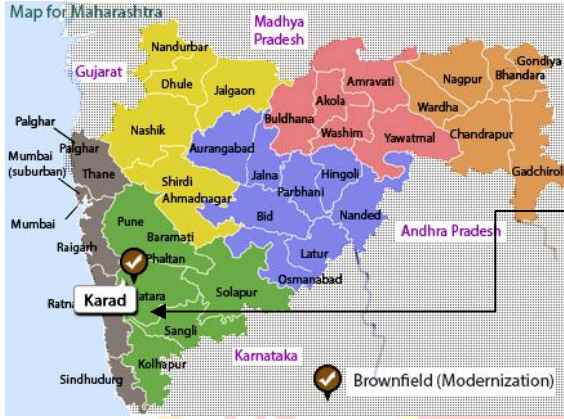 Map for Maharashtra
Madhya
Pradesh
Nandurbar
Gujarat
Dhule
Jalgaon
Amravati
Nagpur
Gondiya
Bhandara
Akola
Buldhana
Wardha
Palghar
Nashik
Washim
Yawatmal
Chandrapur
Palghar
Aurangabad
Mumbai
(suburban)
Thane
Shirdi
Jalna
Hingoli
Gadchiroli
Parbhani
Ahmadnagar
Mumbai
Pune
Bid
Nanded
Andhra Pradesh
Baramati
Raigarh
Phaltan
Latur
Osmanabad
Karad
Solapur
Sangli
Karnataka
Kolhapur
Sindhudurg
Brownfield (Modernization)